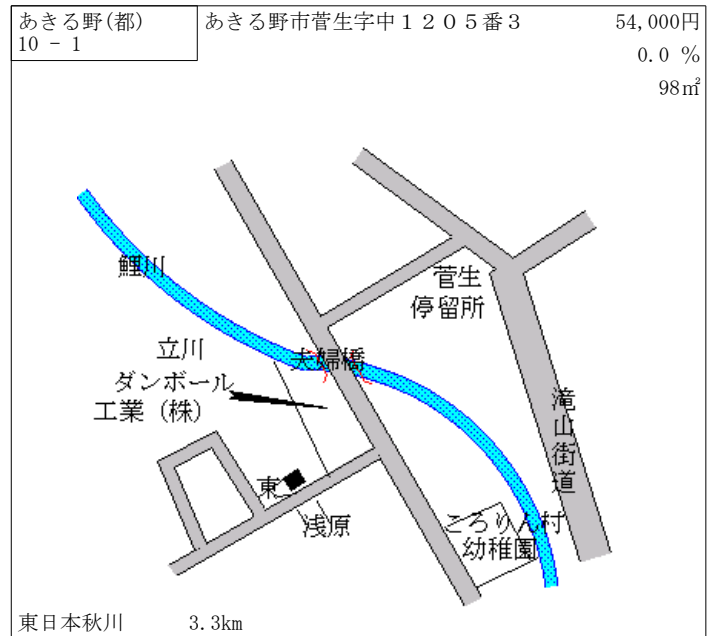 あきる野(都)
10 － 1
あきる野市菅生字中１２０５番３
54,000円
0.0 %
98㎡
鯉川
菅生
停留所
立川
ダンボール
工業（株）
夫婦橋
滝山街道
東
浅原
ころりん村
幼稚園
東日本秋川 3.3km